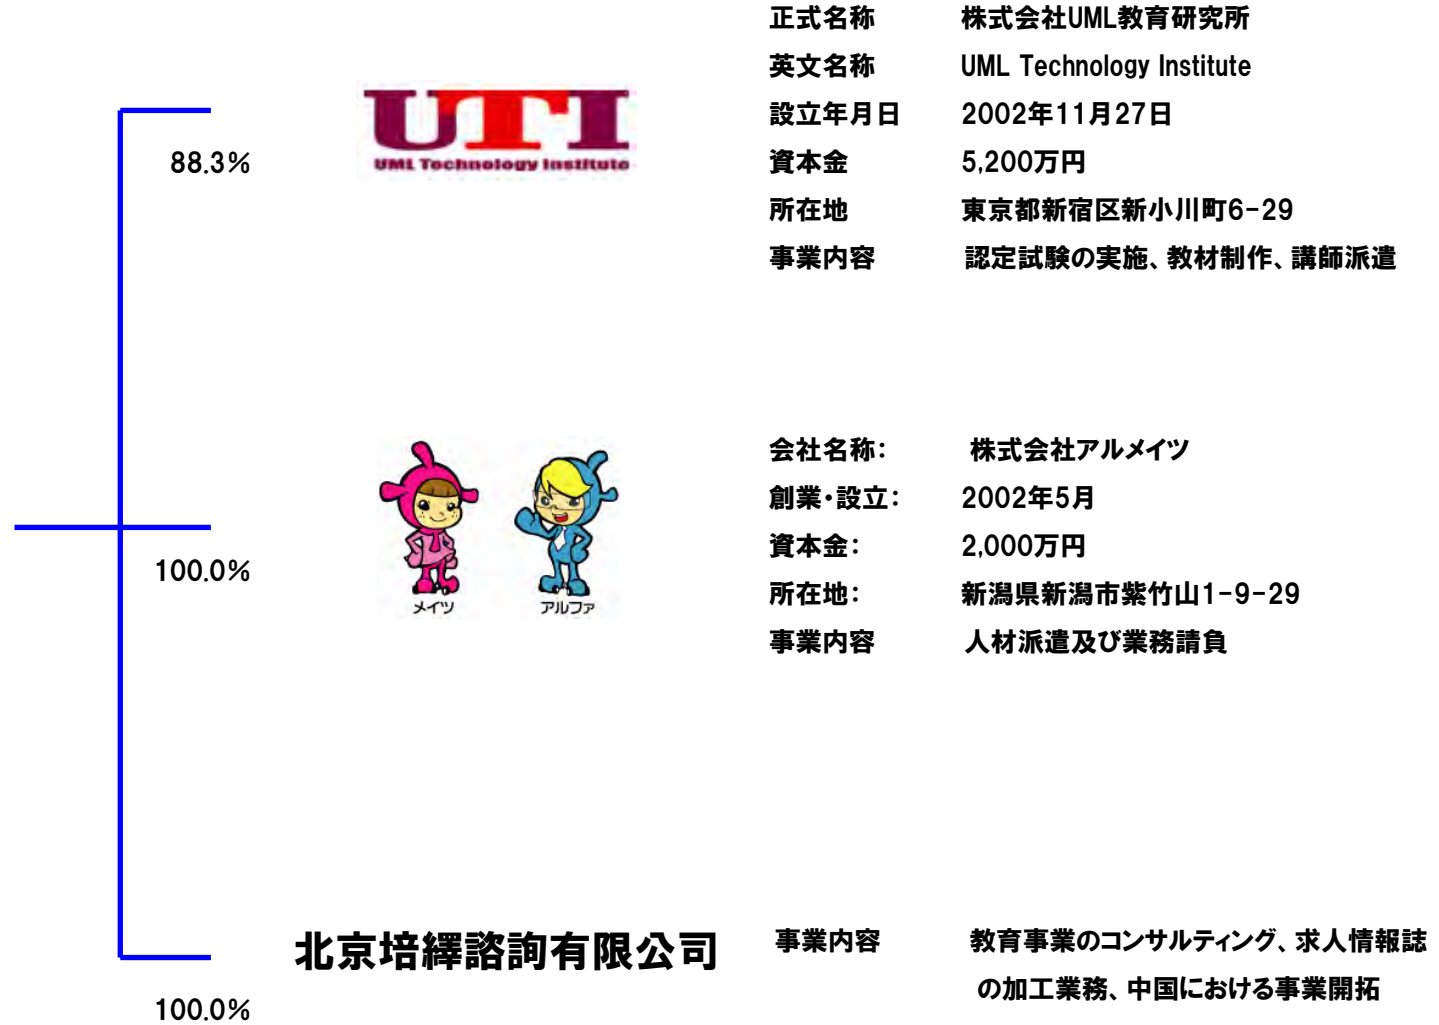 正式名称 株式会社UML教育研究所
英文名称 UML Technology Institute
設立年月日 2002年11月27日
資本金 5,200万円
所在地 東京都新宿区新小川町6-29
事業内容 認定試験の実施、教材制作、講師派遣
UTI
UML Technology Institute
88.3%
会社名称: 株式会社アルメイツ
創業・設立: 2002年5月
資本金: 2,000万円
所在地: 新潟県新潟市紫竹山1-9-29
事業内容 人材派遣及び業務請負
メイツ アルファ
100.0%
北京培繹諮詢有限公司
事業内容 教育事業のコンサルティング、求人情報誌
の加工業務、中国における事業開拓
100.0%